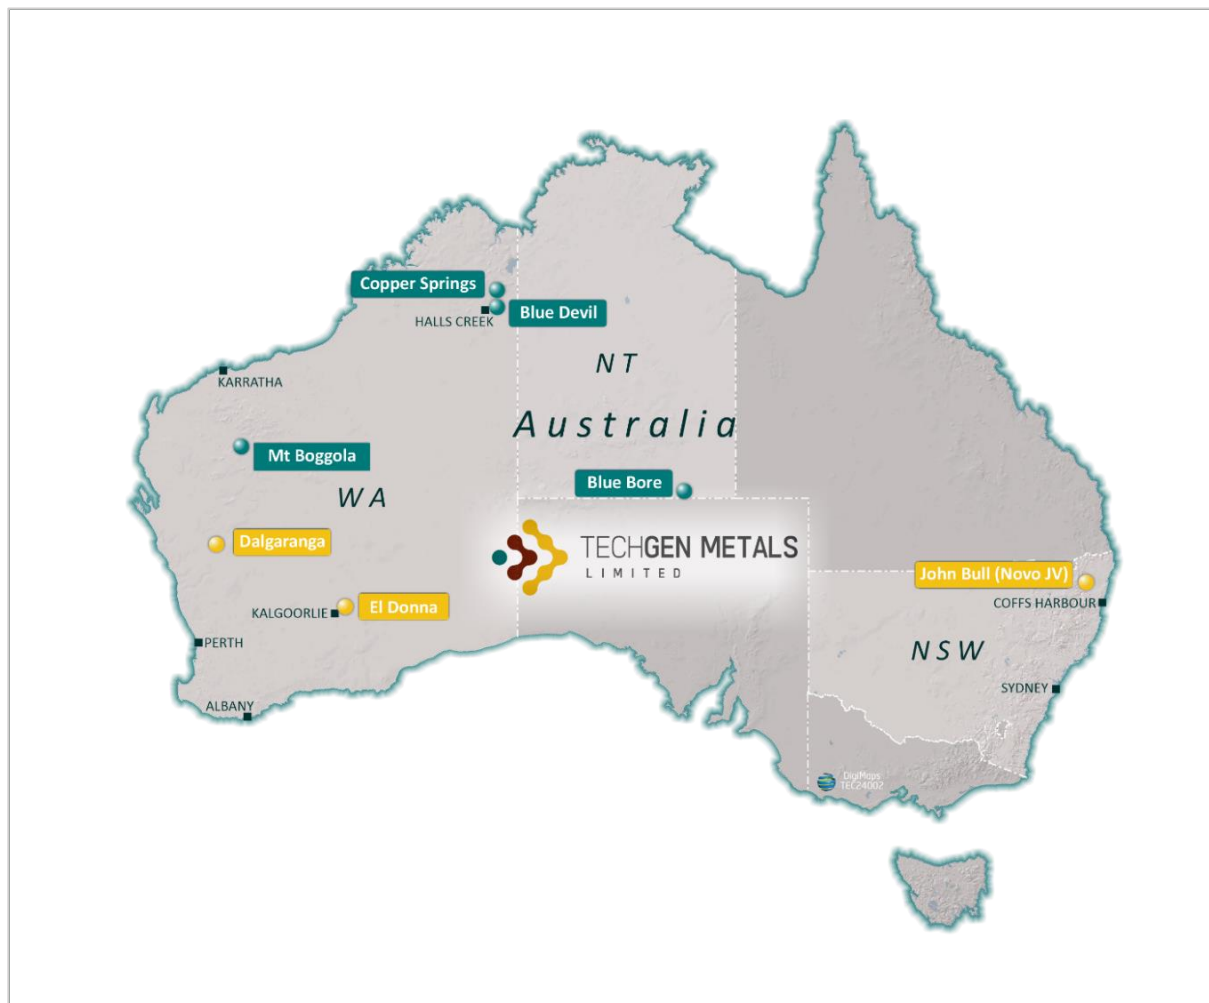 Copper Springs
Blue Devil
HALLS CREEK
NT
KARRATHA
Australia
Mt Boggola
Blue Bore
WA
TECHGEN METALS
LIMITED
Dalgaranga
John Bull (Novo JV)
El Donna
COFFS HARBOUR
KALGOORLIE
PERTH
NSW
SYDNEY
ALBANY
DigiMaps
TEC24002